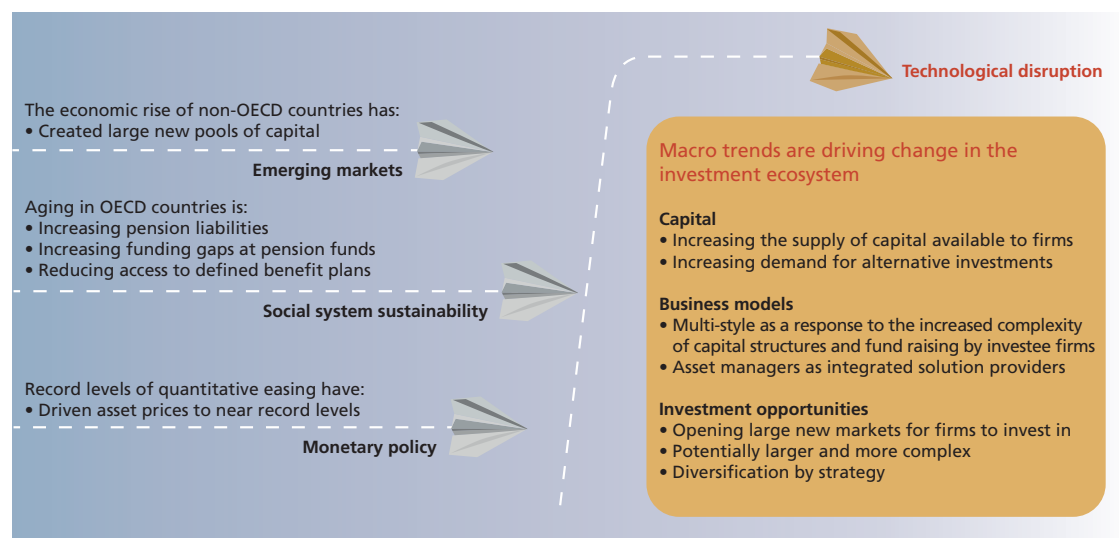 The economic rise of non-OECD countries has:
• Created large new pools of capital
Emerging markets
Aging in OECD countries is:
• Increasing pension liabilities
• Increasing funding gaps at pension funds
• Reducing access to defined benefit plans
Social system sustainability
Record levels of quantitative easing have:
• Driven asset prices to near record levels
Monetary policy
Technological disruption
Macro trends are driving change in the
investment ecosystem
Capital
• Increasing the supply of capital available to firms
• Increasing demand for alternative investments
Business models
• Multi-style as a response to the increased complexity
of capital structures and fund raising by investee firms
• Asset managers as integrated solution providers
Investment opportunities
• Opening large new markets for firms to invest in
• Potentially larger and more complex
• Diversification by strategy